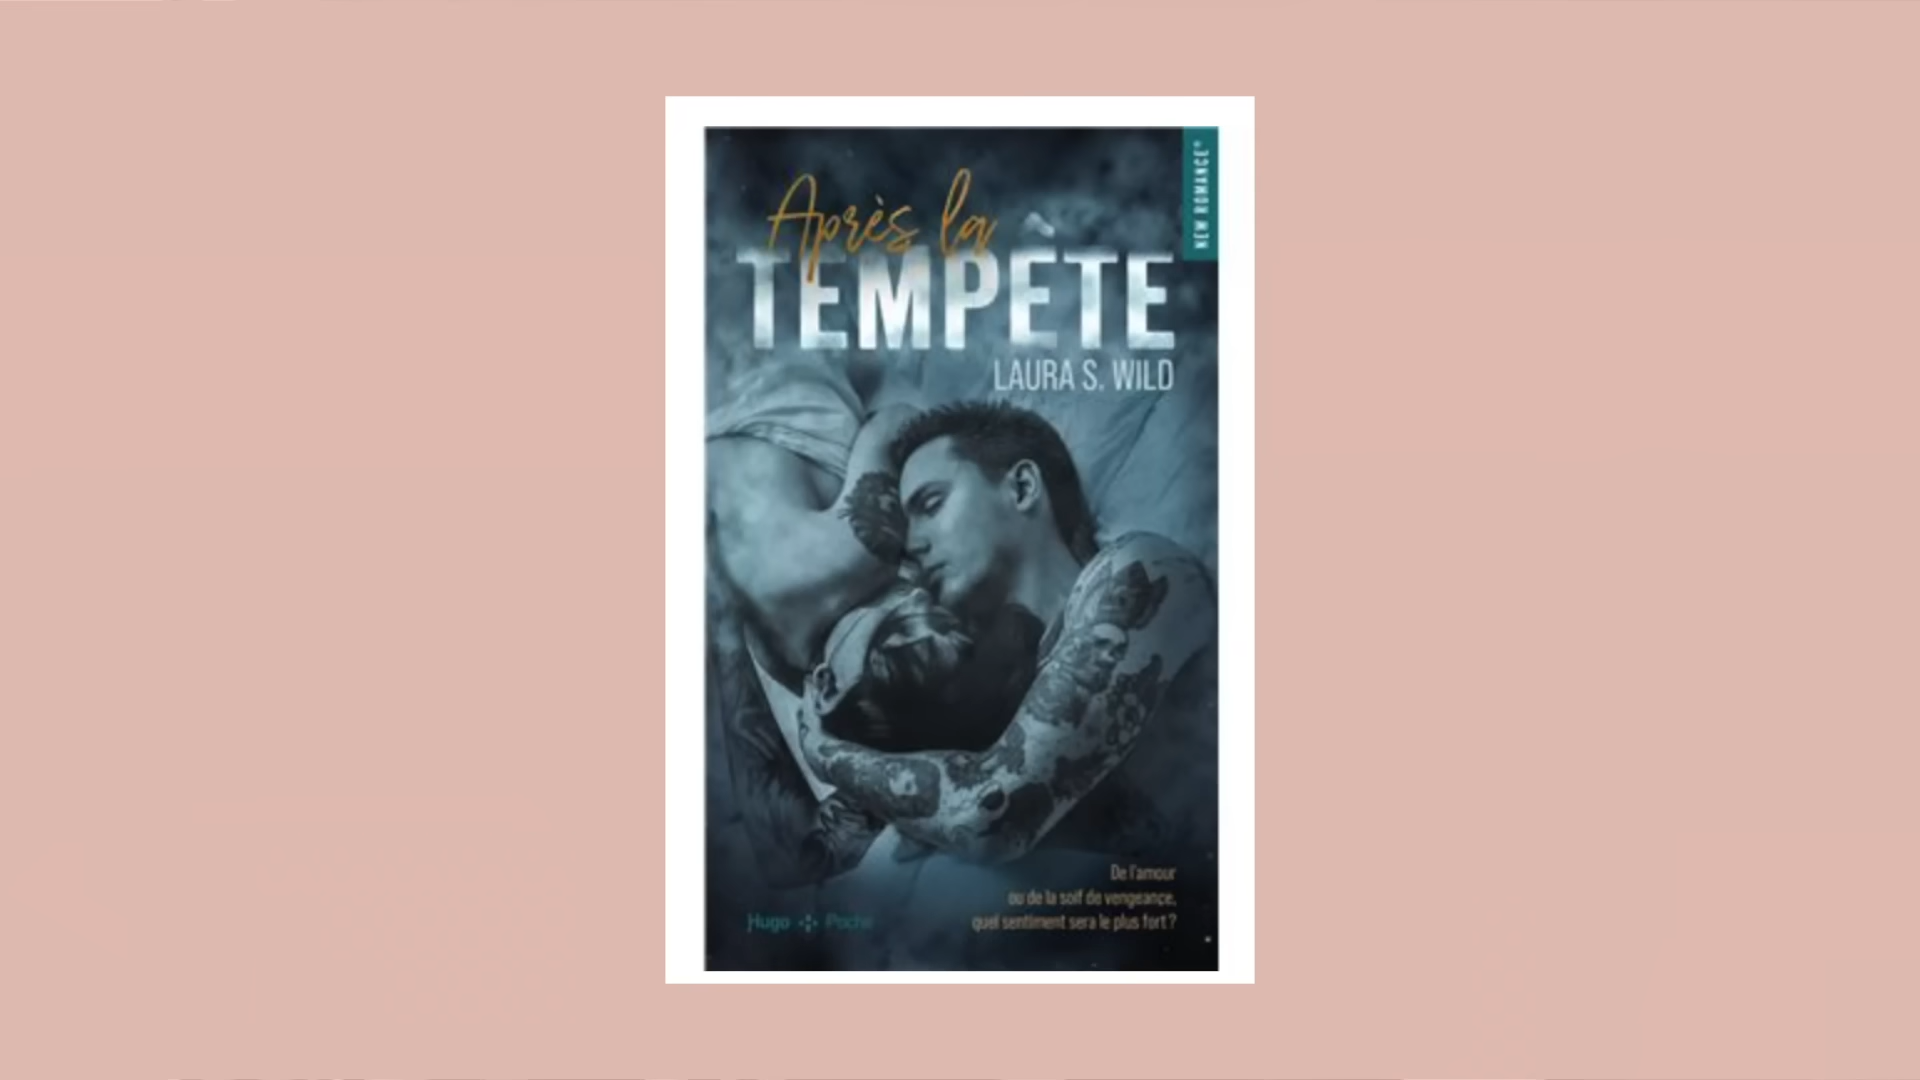 NEW ROMANCE®
Après la
TEMPÊTE
LAURA S. WILD
De l'amour
ou de la soif de vengeance,
quel sentiment sera le plus fort ?
Hugo Poche